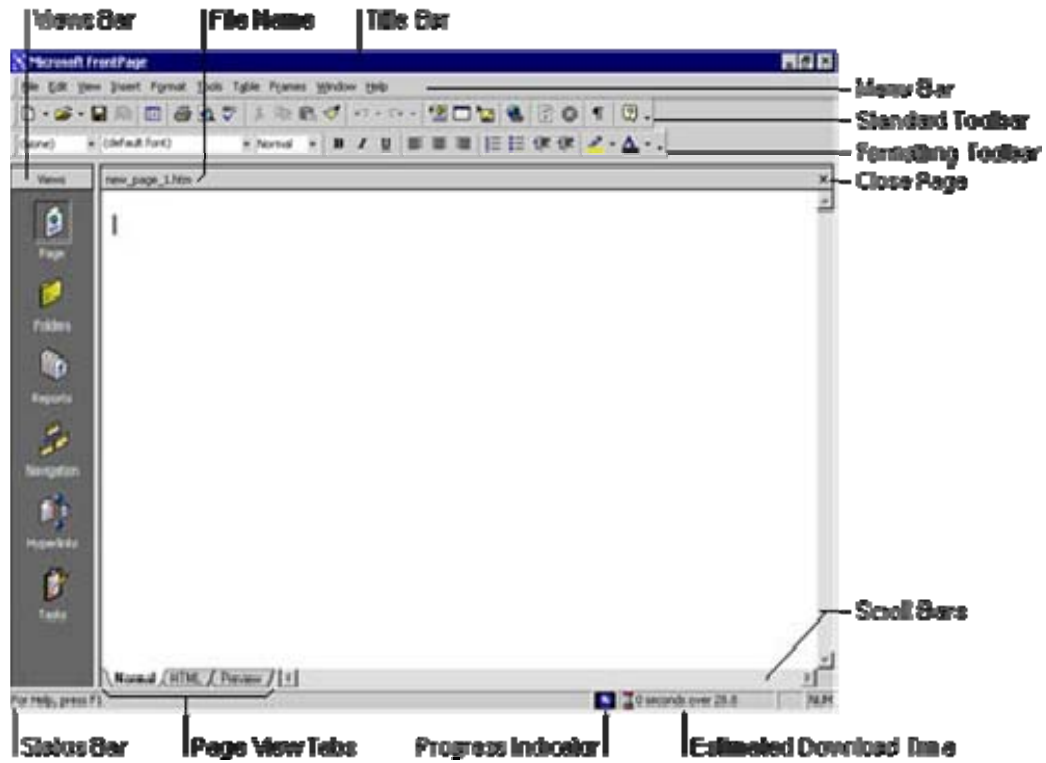 Views Bar File Name Title Bar
Microsoft FrontPage
File Edit View Insert Format Tools Table Frames Window Help
Menu Bar
Standard Toolbar
(none) (default font) Normal B I U
Formatting Toolbar
Views new_page_1.htm
Close Page
Page
Folders
Reports
Navigation
Hyperlinks
Tasks
Scroll Bars
Normal HTML Preview
For Help, press F1 0 seconds over 28.8 NUM
Status Bar Page View Tabs Progress Indicator Estimated Download Time